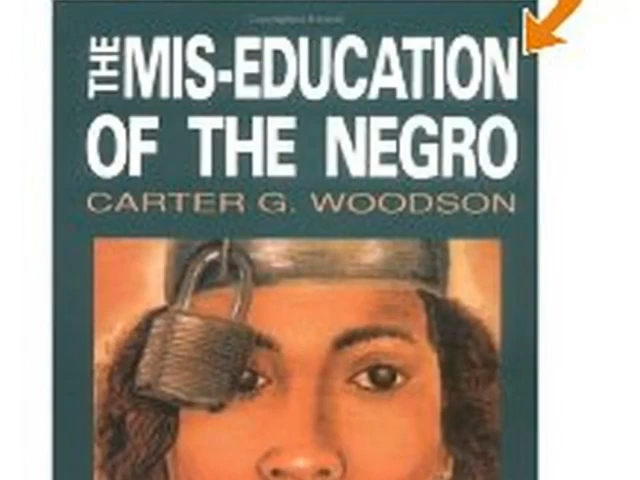 THE MIS-EDUCATION
OF THE NEGRO
CARTER G. WOODSON